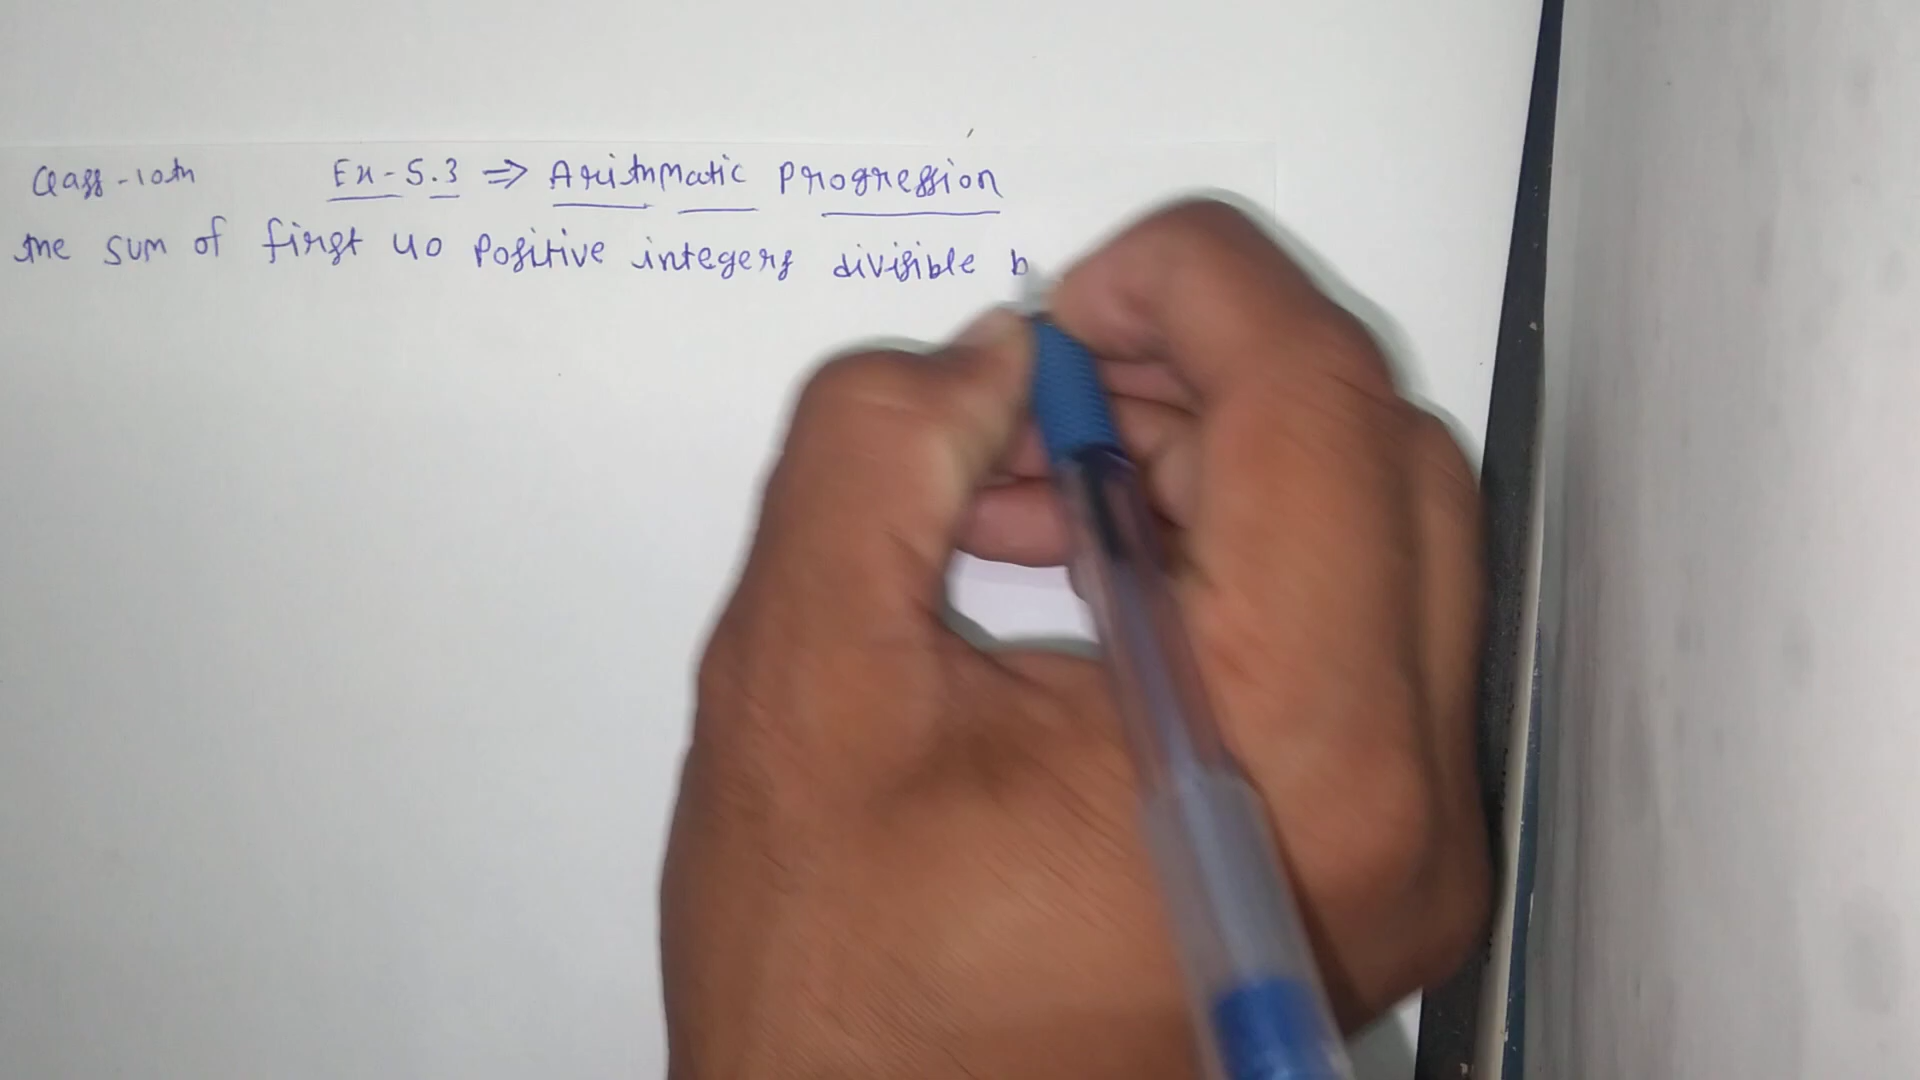 Class-10th Ex-5.3 ⇒ Arithmatic Progression
the sum of first 40 Positive integers divisible b